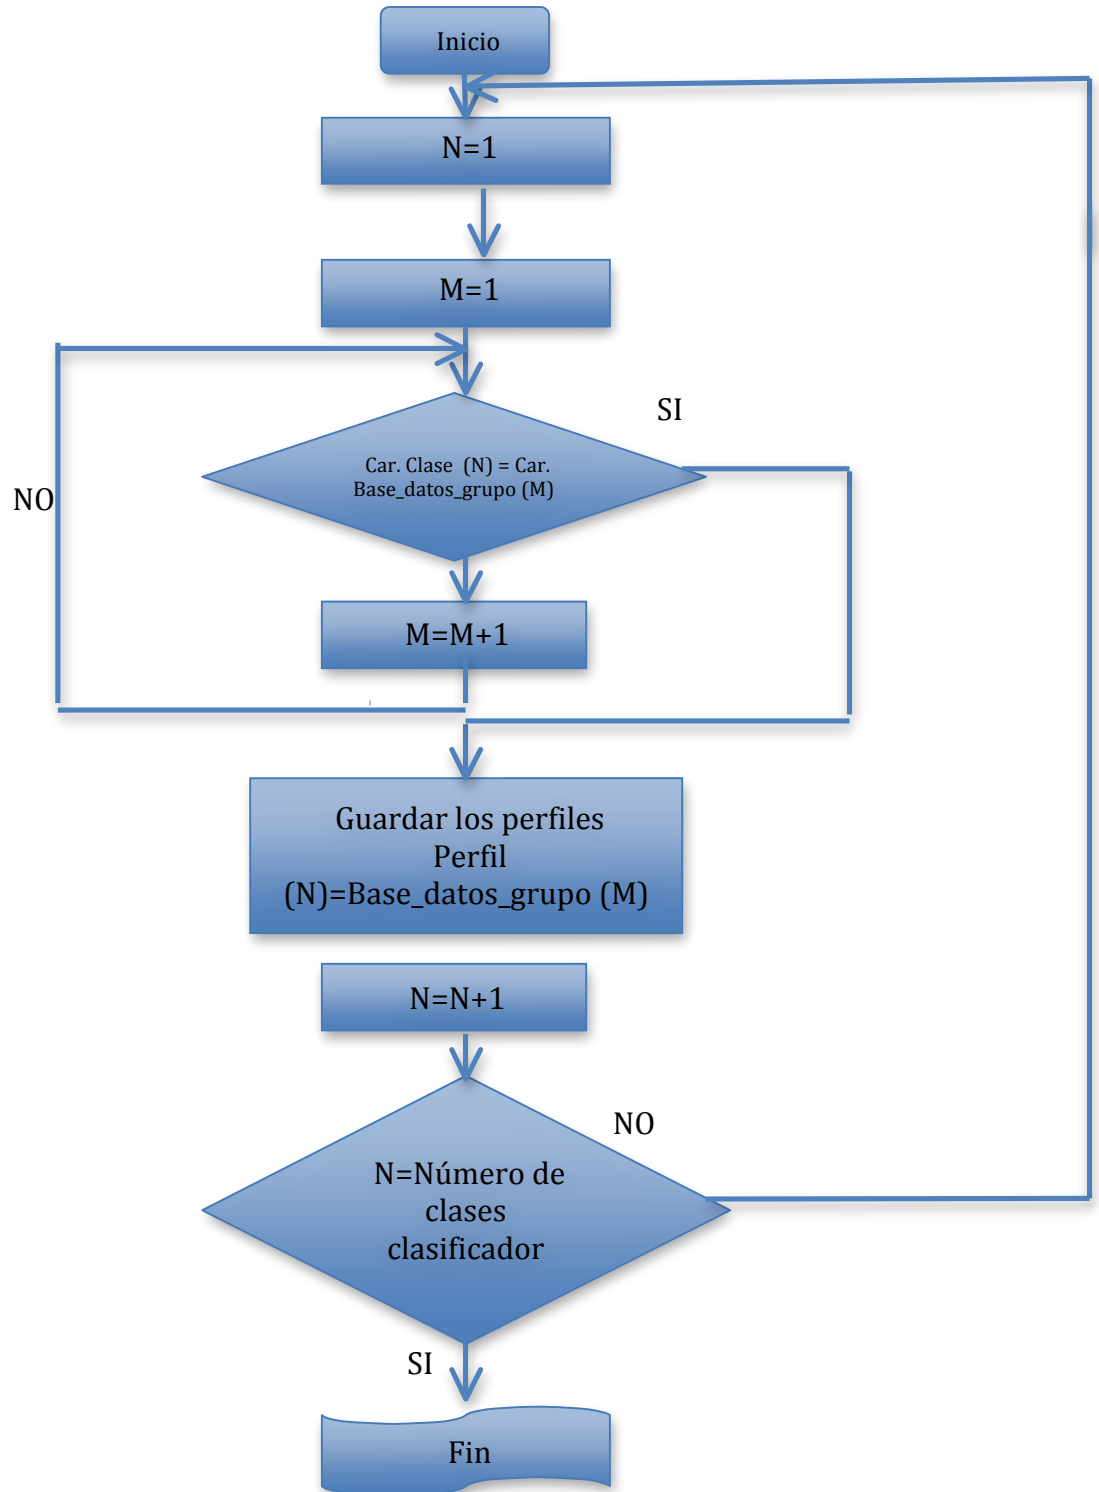 Inicio
N=1
M=1
SI
Car. Clase (N) = Car.
Base_datos_grupo (M)
NO
M=M+1
Guardar los perfiles
Perfil
(N)=Base_datos_grupo (M)
N=N+1
NO
N=Número de
clases
clasificador
SI
Fin